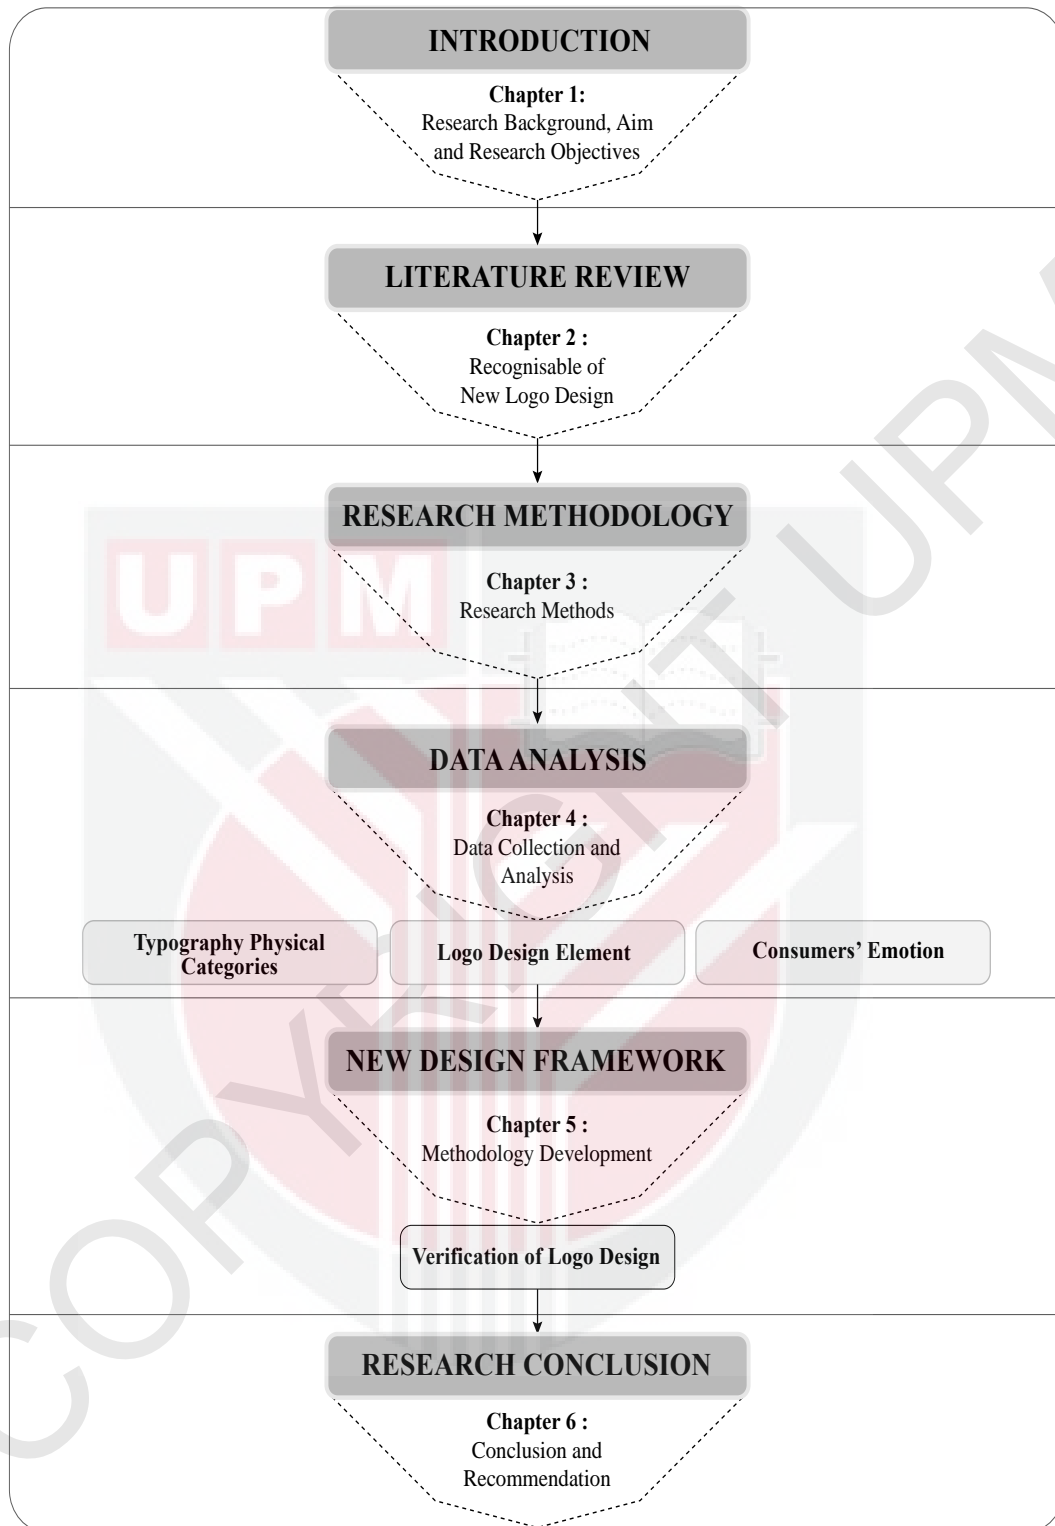 INTRODUCTION
Chapter 1:
Research Background, Aim
and Research Objectives
LITERATURE REVIEW
Chapter 2 :
Recognisable of
New Logo Design
RESEARCH METHODOLOGY
Chapter 3 :
Research Methods
UPM
DATA ANALYSIS
Chapter 4 :
Data Collection and
Analysis
Typography Physical
Categories
Logo Design Element
Consumers’ Emotion
NEW DESIGN FRAMEWORK
Chapter 5 :
Methodology Development
Verification of Logo Design
RESEARCH CONCLUSION
Chapter 6 :
Conclusion and
Recommendation
COPYRIGHT UPM